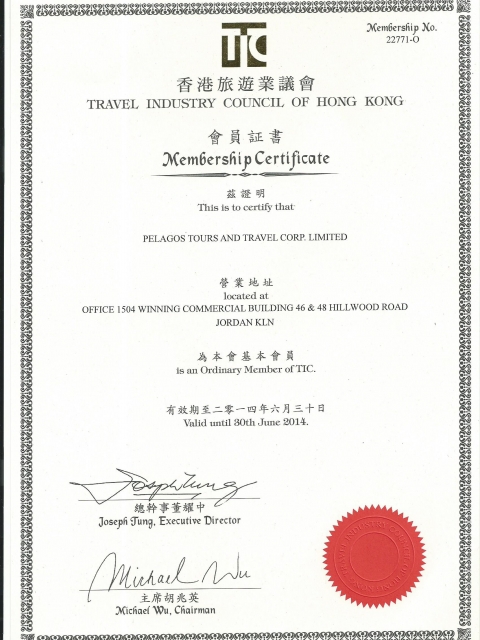 TIC
Membership No.
22771-O
香港旅遊業議會
TRAVEL INDUSTRY COUNCIL OF HONG KONG
會員証書
Membership Certificate
茲證明
This is to certify that
PELAGOS TOURS AND TRAVEL CORP. LIMITED
營業地址
located at
OFFICE 1504 WINNING COMMERCIAL BUILDING 46 & 48 HILLWOOD ROAD
JORDAN KLN
為本會基本會員
is an Ordinary Member of TIC.
有效期至二零一四年六月三十日
Valid until 30th June 2014.
Joseph Tung
總幹事董耀中
Joseph Tung, Executive Director
Michael Wu
主席胡兆英
Michael Wu, Chairman